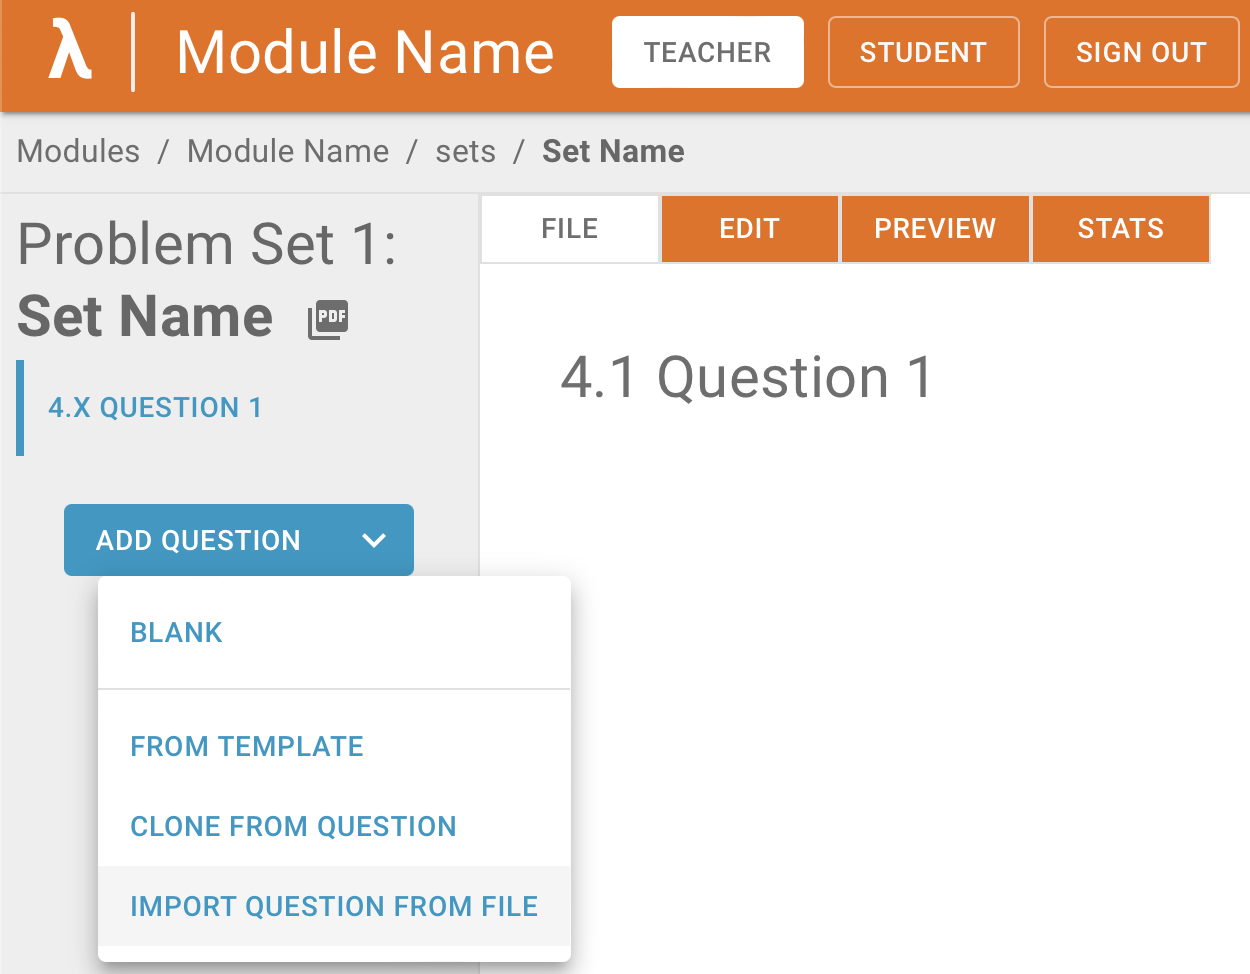 λ Module Name TEACHER STUDENT SIGN OUT
Modules / Module Name / sets / Set Name
Problem Set 1:
Set Name PDF
4.X QUESTION 1
ADD QUESTION
BLANK
FROM TEMPLATE
CLONE FROM QUESTION
IMPORT QUESTION FROM FILE
FILE EDIT PREVIEW STATS
4.1 Question 1